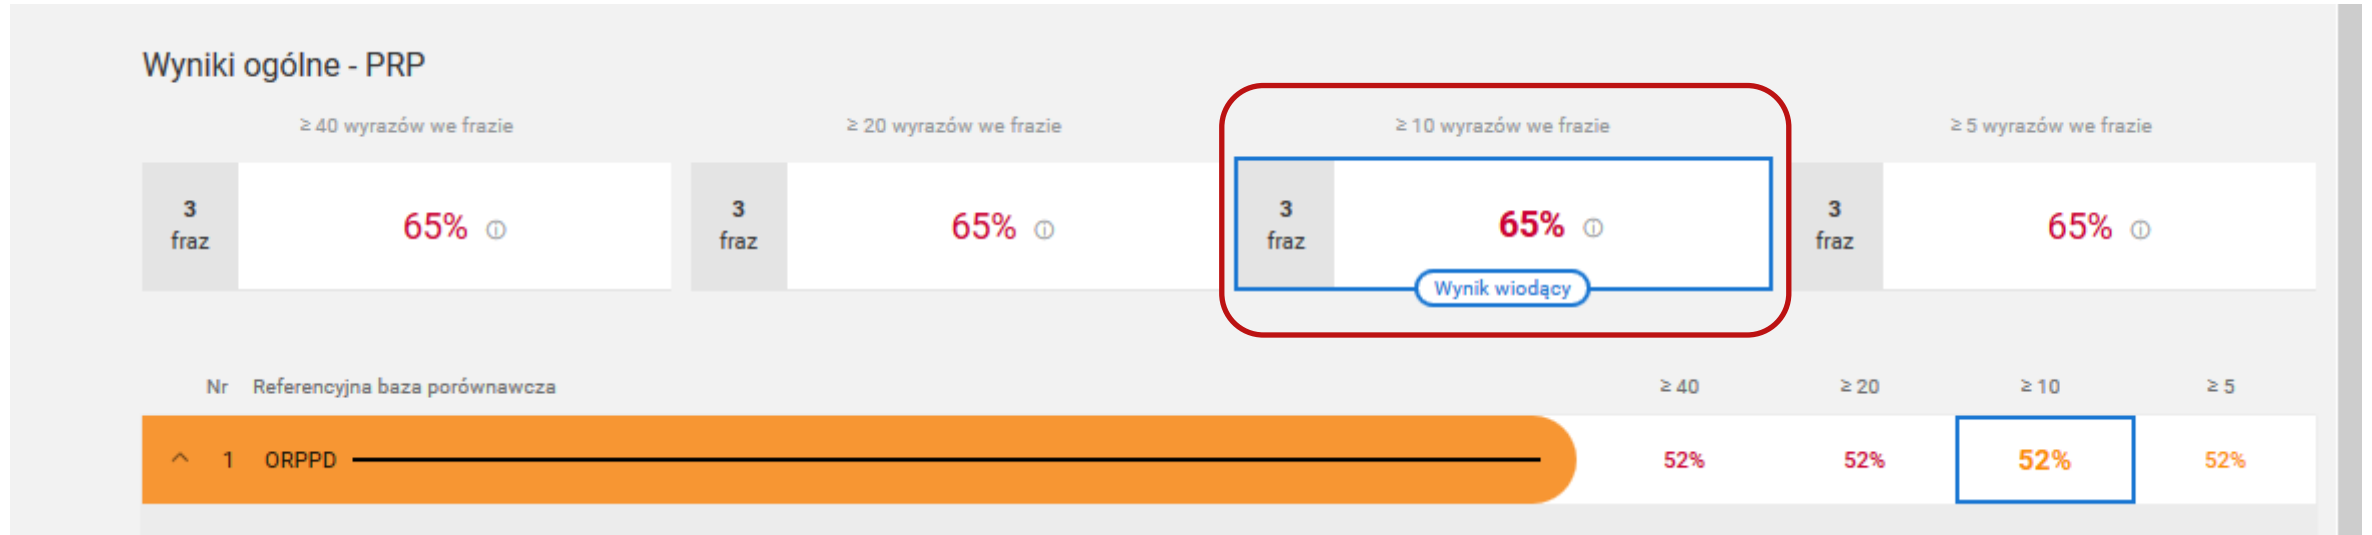 Wyniki ogólne - PRP
≥ 40 wyrazów we frazie ≥ 20 wyrazów we frazie ≥ 10 wyrazów we frazie ≥ 5 wyrazów we frazie
3 fraz 65% 3 fraz 65% 3 fraz 65% 3 fraz 65%
Wynik wiodący
Nr Referencyjna baza porównawcza ≥ 40 ≥ 20 ≥ 10 ≥ 5
1 ORPPD 52% 52% 52% 52%